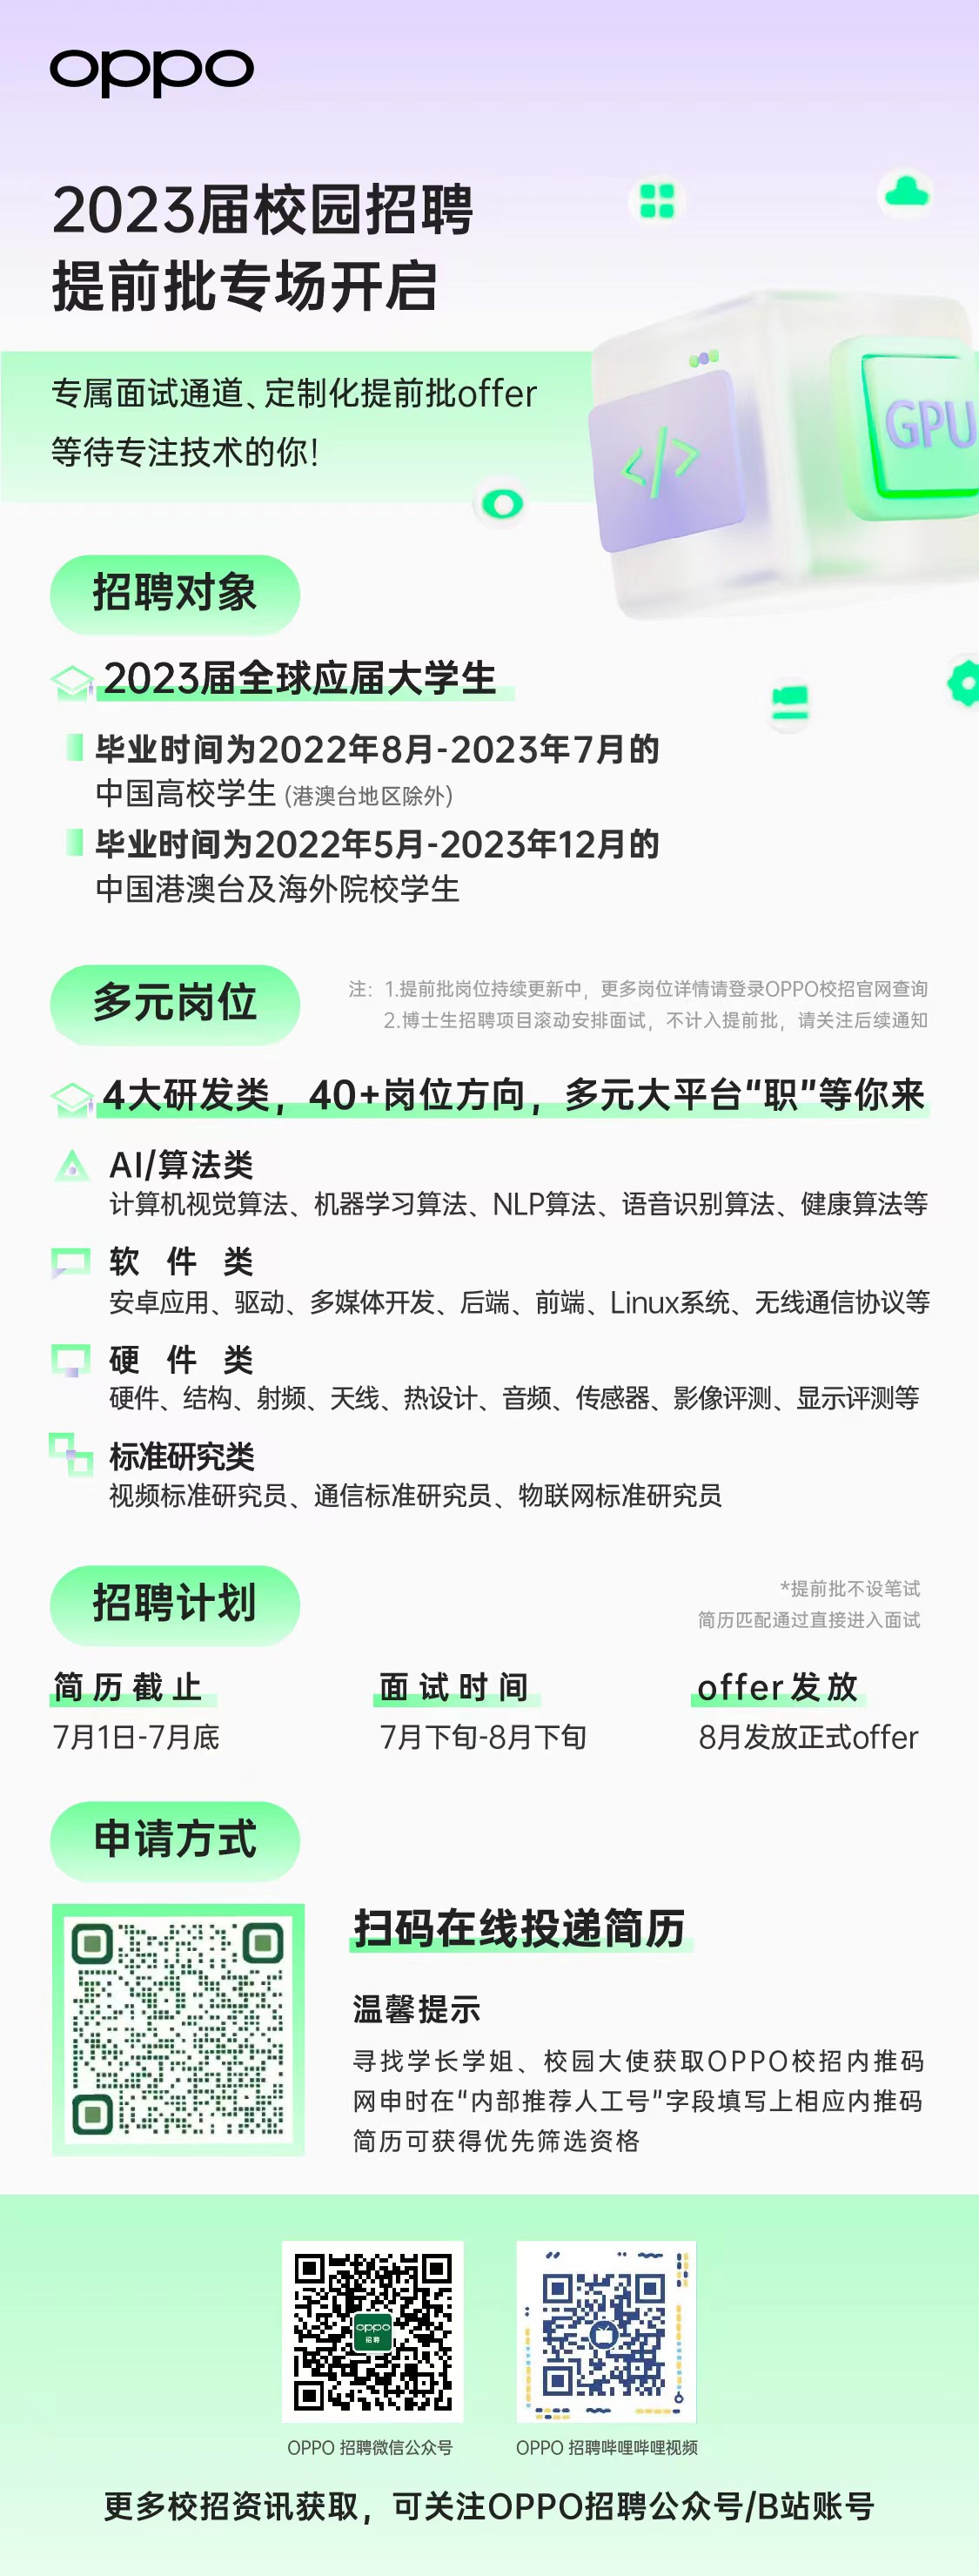 oppo
2023届校园招聘
提前批专场开启
专属面试通道、定制化提前批offer
等待专注技术的你!
</>
GPU
招聘对象
2023届全球应届大学生
毕业时间为2022年8月-2023年7月的
中国高校学生 (港澳台地区除外)
毕业时间为2022年5月-2023年12月的
中国港澳台及海外院校学生
多元岗位
注: 1.提前批岗位持续更新中, 更多岗位详情请登录OPPO校招官网查询
2.博士生招聘项目滚动安排面试, 不计入提前批, 请关注后续通知
4大研发类, 40+岗位方向, 多元大平台“职”等你来
AI/算法类
计算机视觉算法、机器学习算法、NLP算法、语音识别算法、健康算法等
软 件 类
安卓应用、驱动、多媒体开发、后端、前端、Linux系统、无线通信协议等
硬 件 类
硬件、结构、射频、天线、热设计、音频、传感器、影像评测、显示评测等
标准研究类
视频标准研究员、通信标准研究员、物联网标准研究员
招聘计划
*提前批不设笔试
简历匹配通过直接进入面试
简历截止
7月1日-7月底
面试时间
7月下旬-8月下旬
offer发放
8月发放正式offer
申请方式
扫码在线投递简历
温馨提示
寻找学长学姐、校园大使获取OPPO校招内推码
网申时在“内部推荐人工号”字段填写上相应内推码
简历可获得优先筛选资格
oppo
招聘
OPPO 招聘微信公众号
OPPO 招聘哔哩哔哩视频
更多校招资讯获取, 可关注OPPO招聘公众号/B站账号